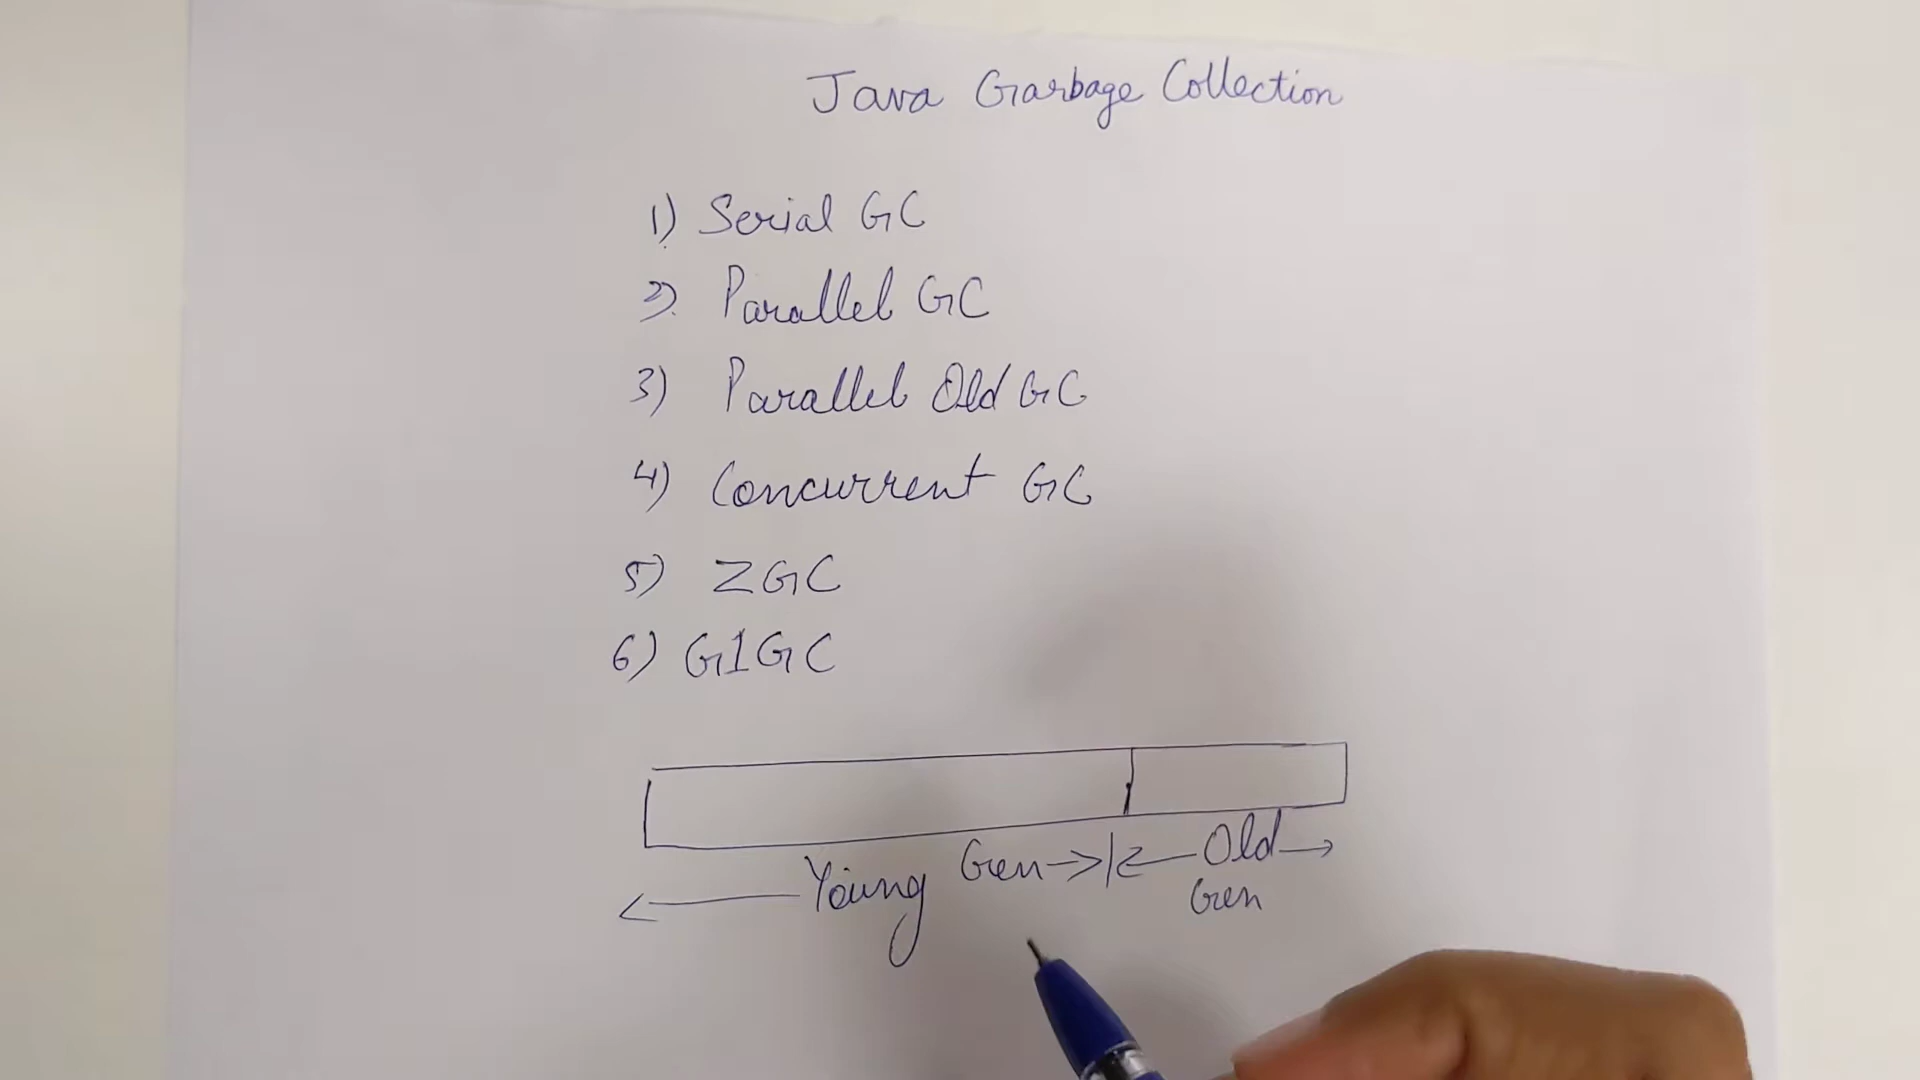 Java Garbage Collection
1) Serial GC
2) Parallel GC
3) Parallel Old GC
4) Concurrent GC
5) ZGC
6) G1GC
Young Gen
Old
Gen